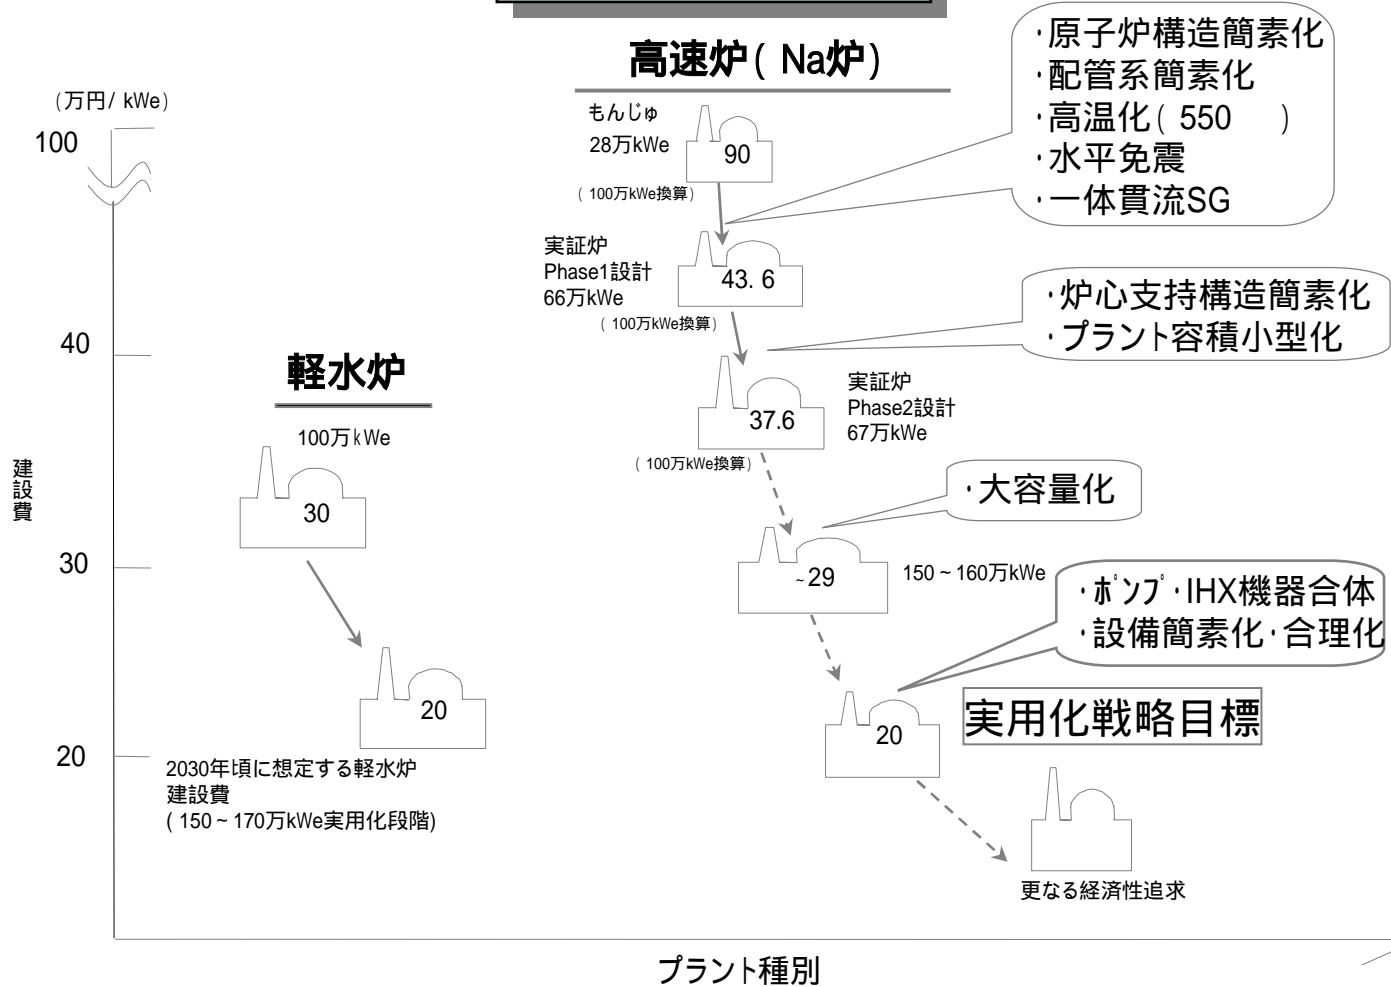 高速炉( Na炉)
・原子炉構造簡素化
・配管系簡素化
・高温化( 550 )
・水平免震
・一体貫流SG
(万円/ kWe)
100
もんじゅ
28万kWe
90
( 100万kWe換算)
実証炉
Phase1設計
66万kWe
43. 6
( 100万kWe換算)
・炉心支持構造簡素化
・プラント容積小型化
40
軽水炉
100万kWe
30
実証炉
Phase2設計
67万kWe
37.6
( 100万kWe換算)
建設費
・大容量化
30
~29
150 ~ 160万kWe
・ポンプ・IHX機器合体
・設備簡素化・合理化
20
20
実用化戦略目標
20
2030年頃に想定する軽水炉
建設費
( 150 ~ 170万kWe実用化段階)
更なる経済性追求
プラント種別